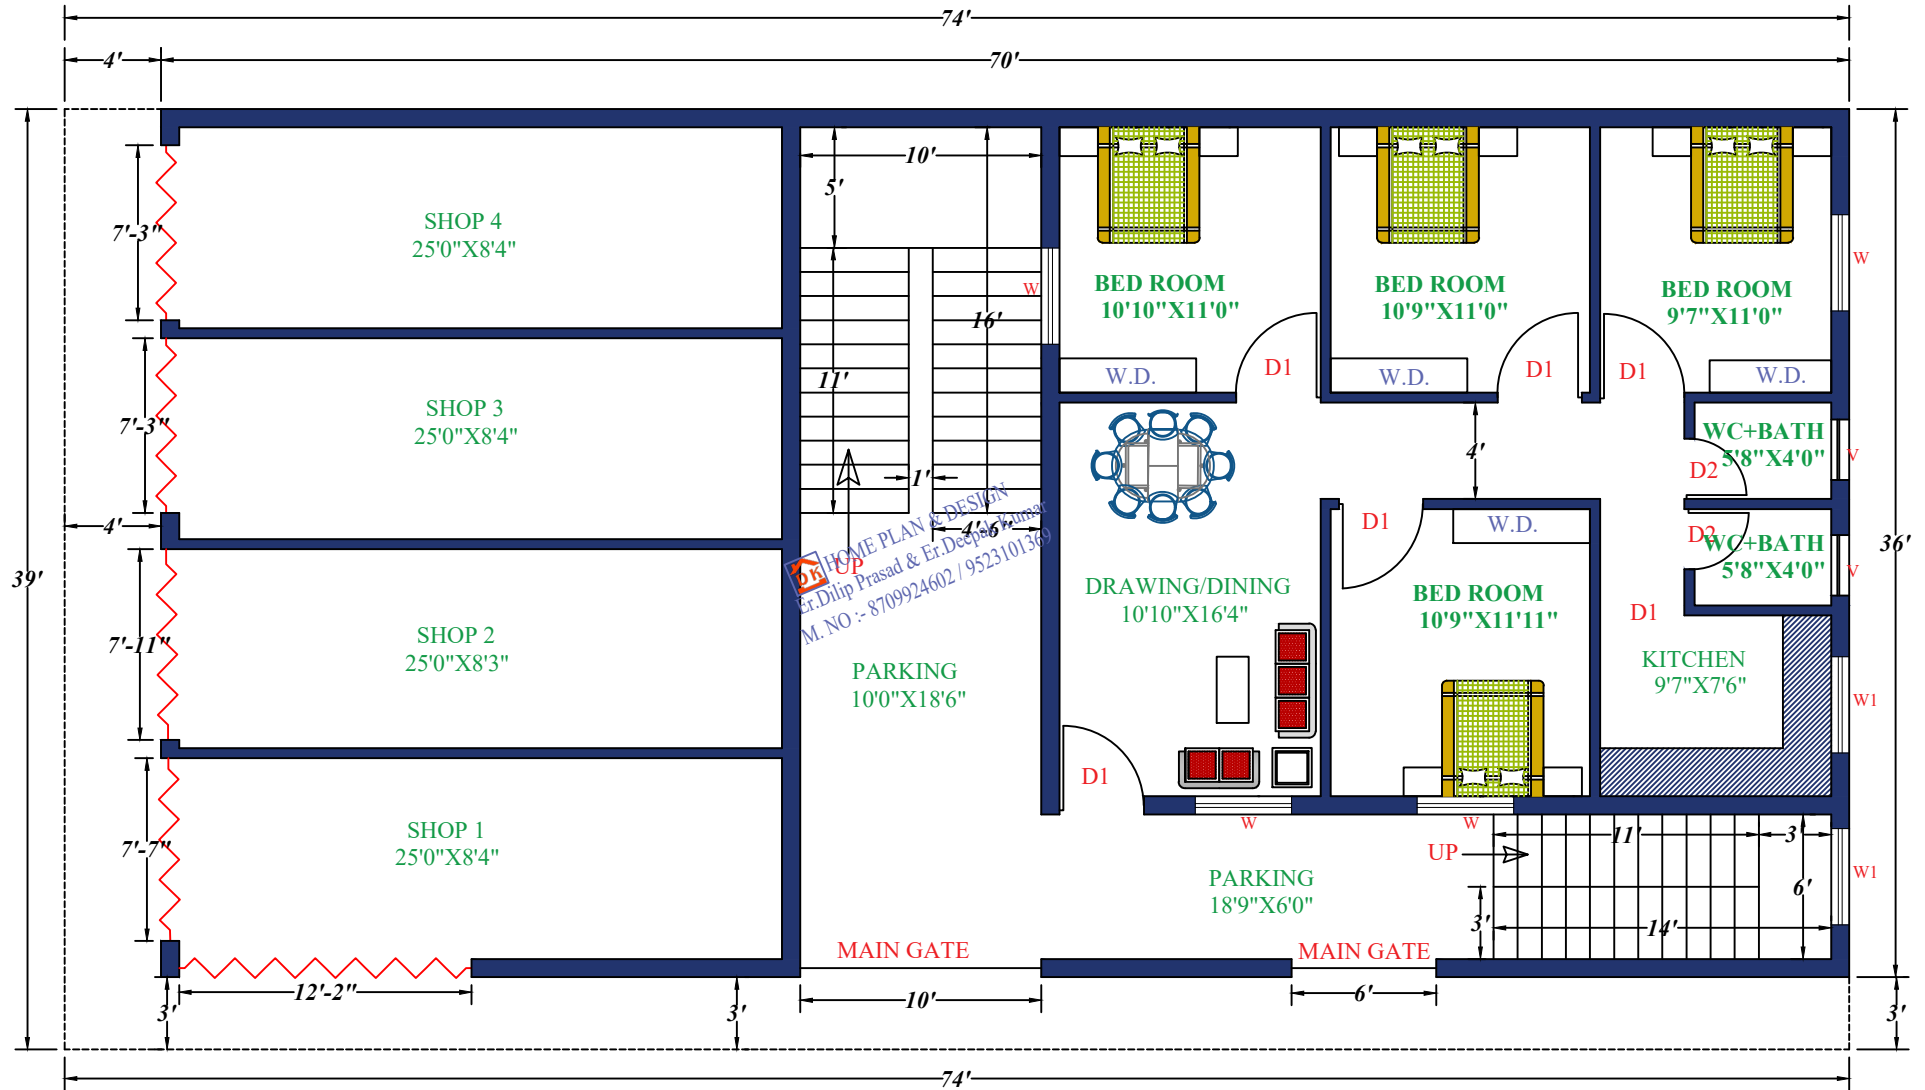 74'
4'
70'
10'
5'
7'-3"
SHOP 4
25'0"X8'4"
16'
11'
W
BED ROOM
10'10"X11'0"
BED ROOM
10'9"X11'0"
BED ROOM
9'7"X11'0"
W
D1
D1
D1
W.D.
W.D.
W.D.
7'-3"
SHOP 3
25'0"X8'4"
4'
WC+BATH
5'8"X4'0"
D2
V
1'
4'-6"
4'
39'
36'
UP
DK
HOME PLAN & DESIGN
Er.Dilip Prasad & Er.Deepak Kumar
M. NO :- 8709924602 / 9523101369
D1
W.D.
D2
WC+BATH
5'8"X4'0"
V
DRAWING/DINING
10'10"X16'4"
BED ROOM
10'9"X11'11"
D1
7'-11"
SHOP 2
25'0"X8'3"
PARKING
10'0"X18'6"
KITCHEN
9'7"X7'6"
W1
D1
7'-7"
SHOP 1
25'0"X8'4"
W
W
UP
11'
3'
PARKING
18'9"X6'0"
6'
W1
3'
14'
MAIN GATE
MAIN GATE
12'-2"
10'
6'
3'
3'
3'
74'